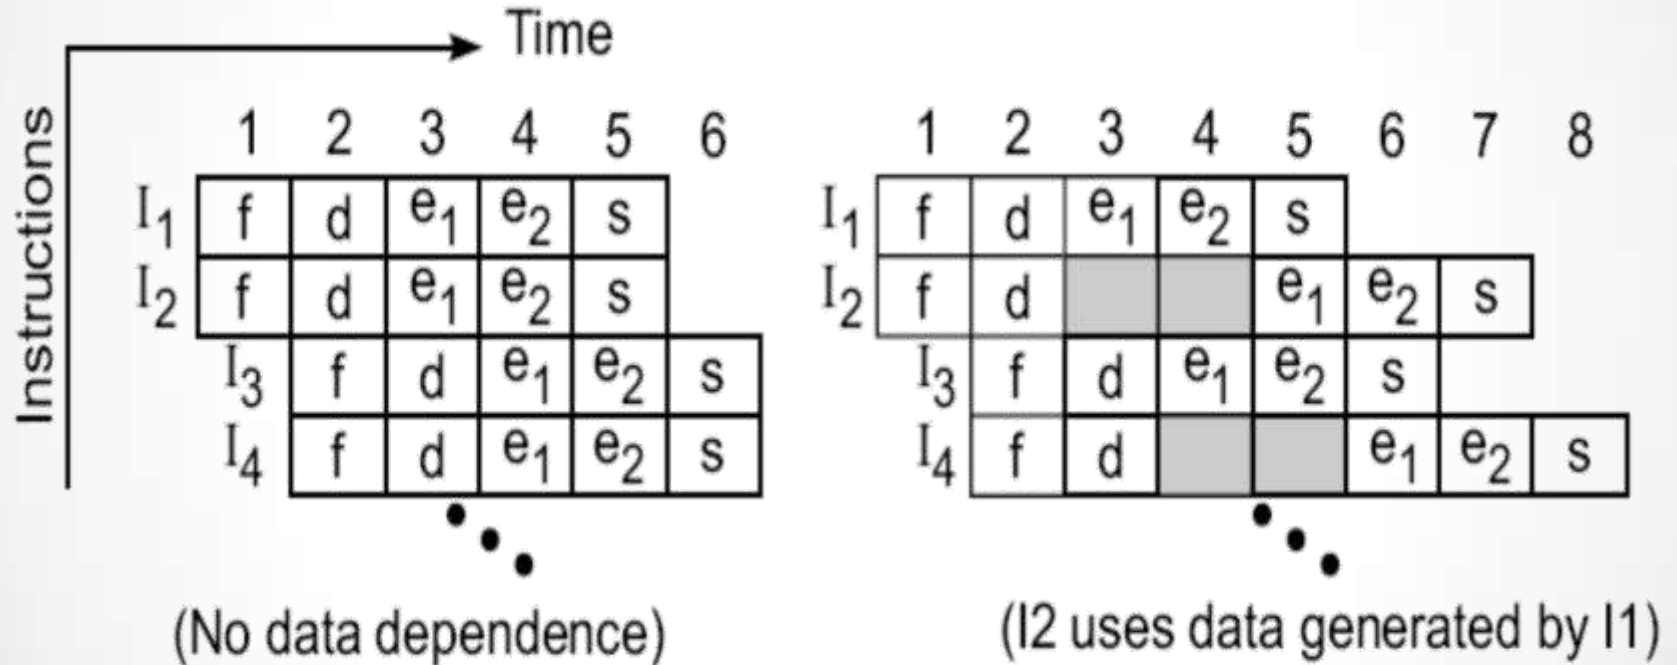 Time
Instructions
1 2 3 4 5 6
I1 f d e1 e2 s
I2 f d e1 e2 s
I3 f d e1 e2 s
I4 f d e1 e2 s
(No data dependence)
1 2 3 4 5 6 7 8
I1 f d e1 e2 s
I2 f d e1 e2 s
I3 f d e1 e2 s
I4 f d e1 e2 s
(I2 uses data generated by I1)